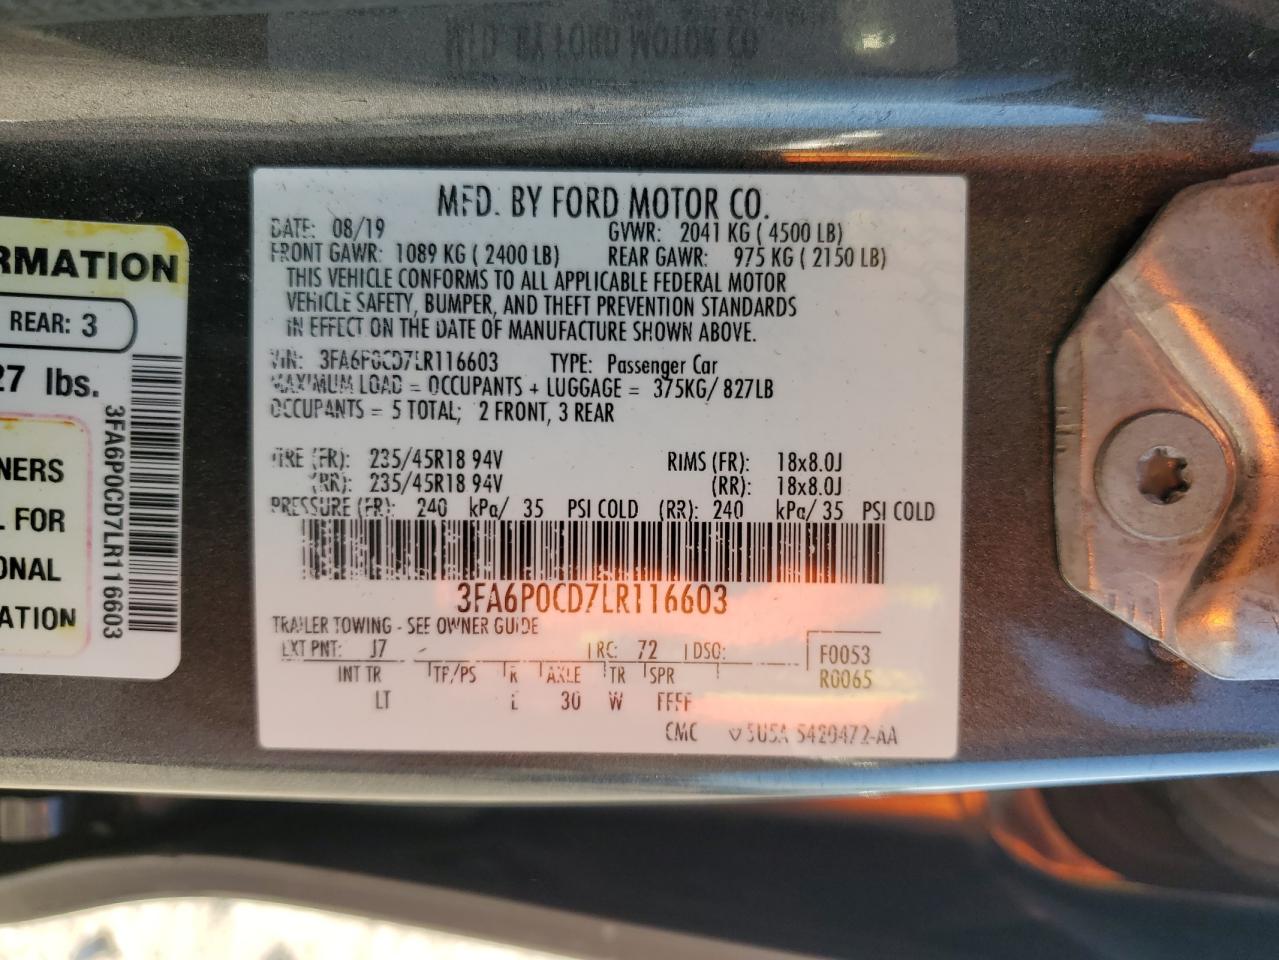 MFD. BY FORD MOTOR CO.
DATE: 08/19 GVWR: 2041 KG ( 4500 LB)
FRONT GAWR: 1089 KG ( 2400 LB) REAR GAWR: 975 KG ( 2150 LB)
THIS VEHICLE CONFORMS TO ALL APPLICABLE FEDERAL MOTOR
VEHICLE SAFETY, BUMPER, AND THEFT PREVENTION STANDARDS
IN EFFECT ON THE DATE OF MANUFACTURE SHOWN ABOVE.
VIN: 3FA6P0CD7LR116603 TYPE: Passenger Car
MAXIMUM LOAD = OCCUPANTS + LUGGAGE = 375KG/ 827LB
OCCUPANTS = 5 TOTAL; 2 FRONT, 3 REAR
TIRE (FR): 235/45R18 94V RIMS (FR): 18x8.0J
(RR): 235/45R18 94V (RR): 18x8.0J
PRESSURE (FR): 240 kPa/ 35 PSI COLD (RR): 240 kPa/ 35 PSI COLD
3FA6P0CD7LR116603
TRAILER TOWING - SEE OWNER GUIDE
EXT PNT: J7 RC: 72 DSO: F0053
INT TR TP/PS R AXLE TR SPR R0065
LT 30 W FFFF
CMC 5U5A 5420472-AA
RMATION
REAR: 3
27 lbs.
NERS
L FOR
ONAL
ATION
3FA6P0CD7LR116603
MFD. BY FORD MOTOR CO